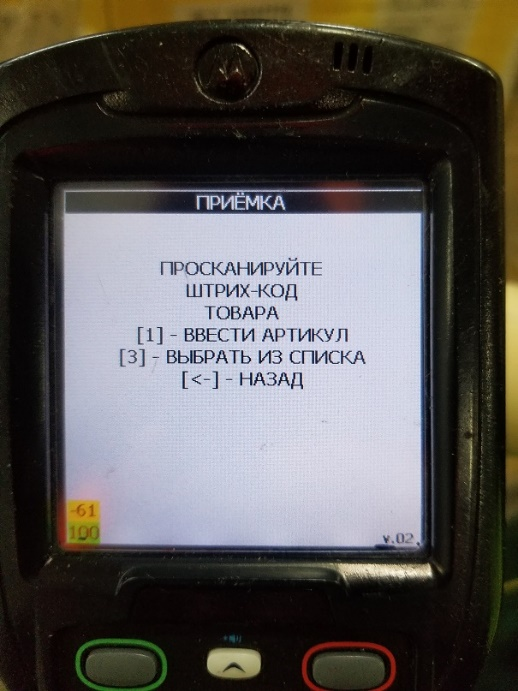 ПРИЁМКА
ПРОСКАНИРУЙТЕ
ШТРИХ-КОД
ТОВАРА
[1] - ВВЕСТИ АРТИКУЛ
[3] - ВЫБРАТЬ ИЗ СПИСКА
[<-] - НАЗАД
-61
100
v.02